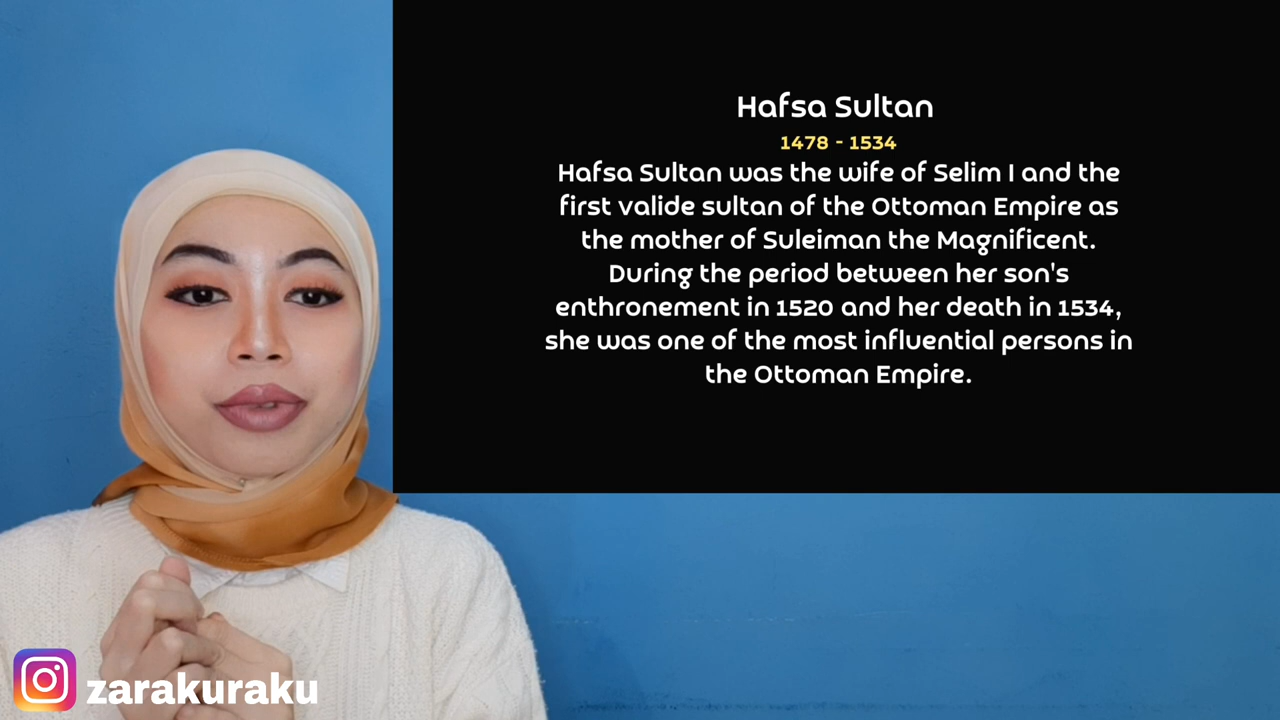 Hafsa Sultan
1478 - 1534
Hafsa Sultan was the wife of Selim I and the
first valide sultan of the Ottoman Empire as
the mother of Suleiman the Magnificent.
During the period between her son's
enthronement in 1520 and her death in 1534,
she was one of the most influential persons in
the Ottoman Empire.
zarakuraku